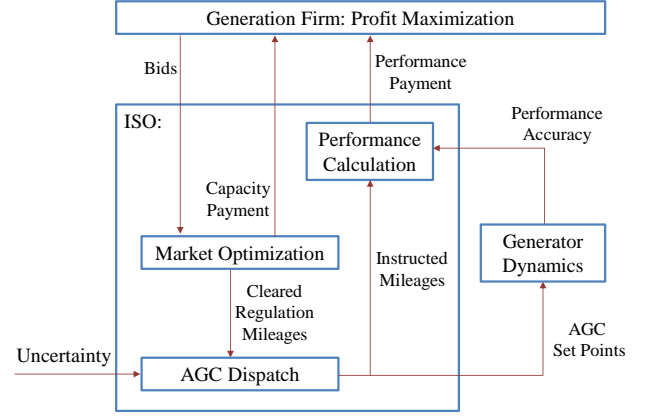 Generation Firm: Profit Maximization
Bids
Performance
Payment
ISO:
Performance
Accuracy
Performance
Calculation
Capacity
Payment
Market Optimization
Instructed
Mileages
Generator
Dynamics
Cleared
Regulation
Mileages
AGC
Set Points
Uncertainty
AGC Dispatch